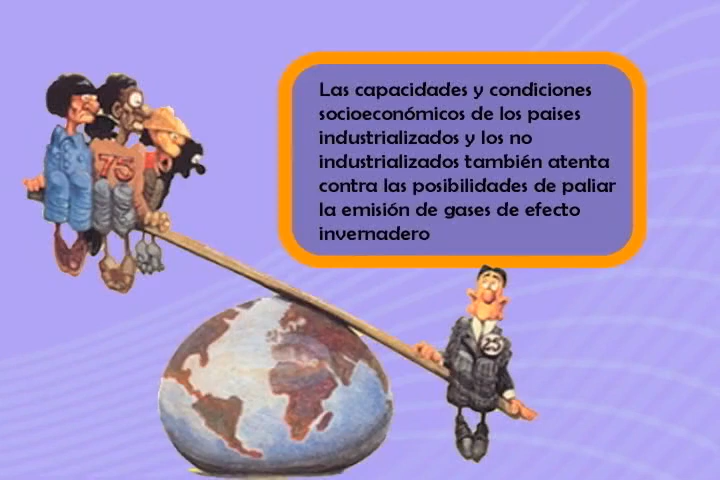 Las capacidades y condiciones
socioeconómicos de los paises
industrializados y los no
industrializados también atenta
contra las posibilidades de paliar
la emisión de gases de efecto
invernadero
75
25